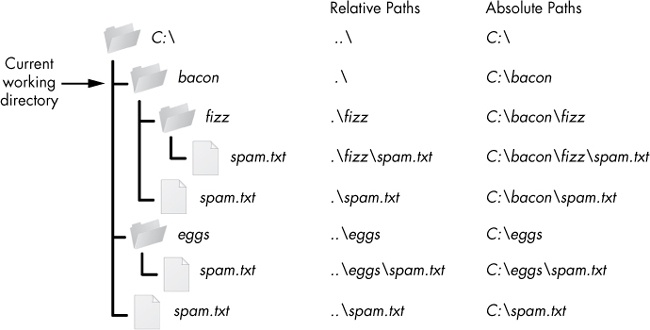 Relative Paths Absolute Paths
C:\ ..\ C:\
Current working directory
bacon .\ C:\bacon
fizz .\fizz C:\bacon\fizz
spam.txt .\fizz\spam.txt C:\bacon\fizz\spam.txt
spam.txt .\spam.txt C:\bacon\spam.txt
eggs ..\eggs C:\eggs
spam.txt ..\eggs\spam.txt C:\eggs\spam.txt
spam.txt ..\spam.txt C:\spam.txt